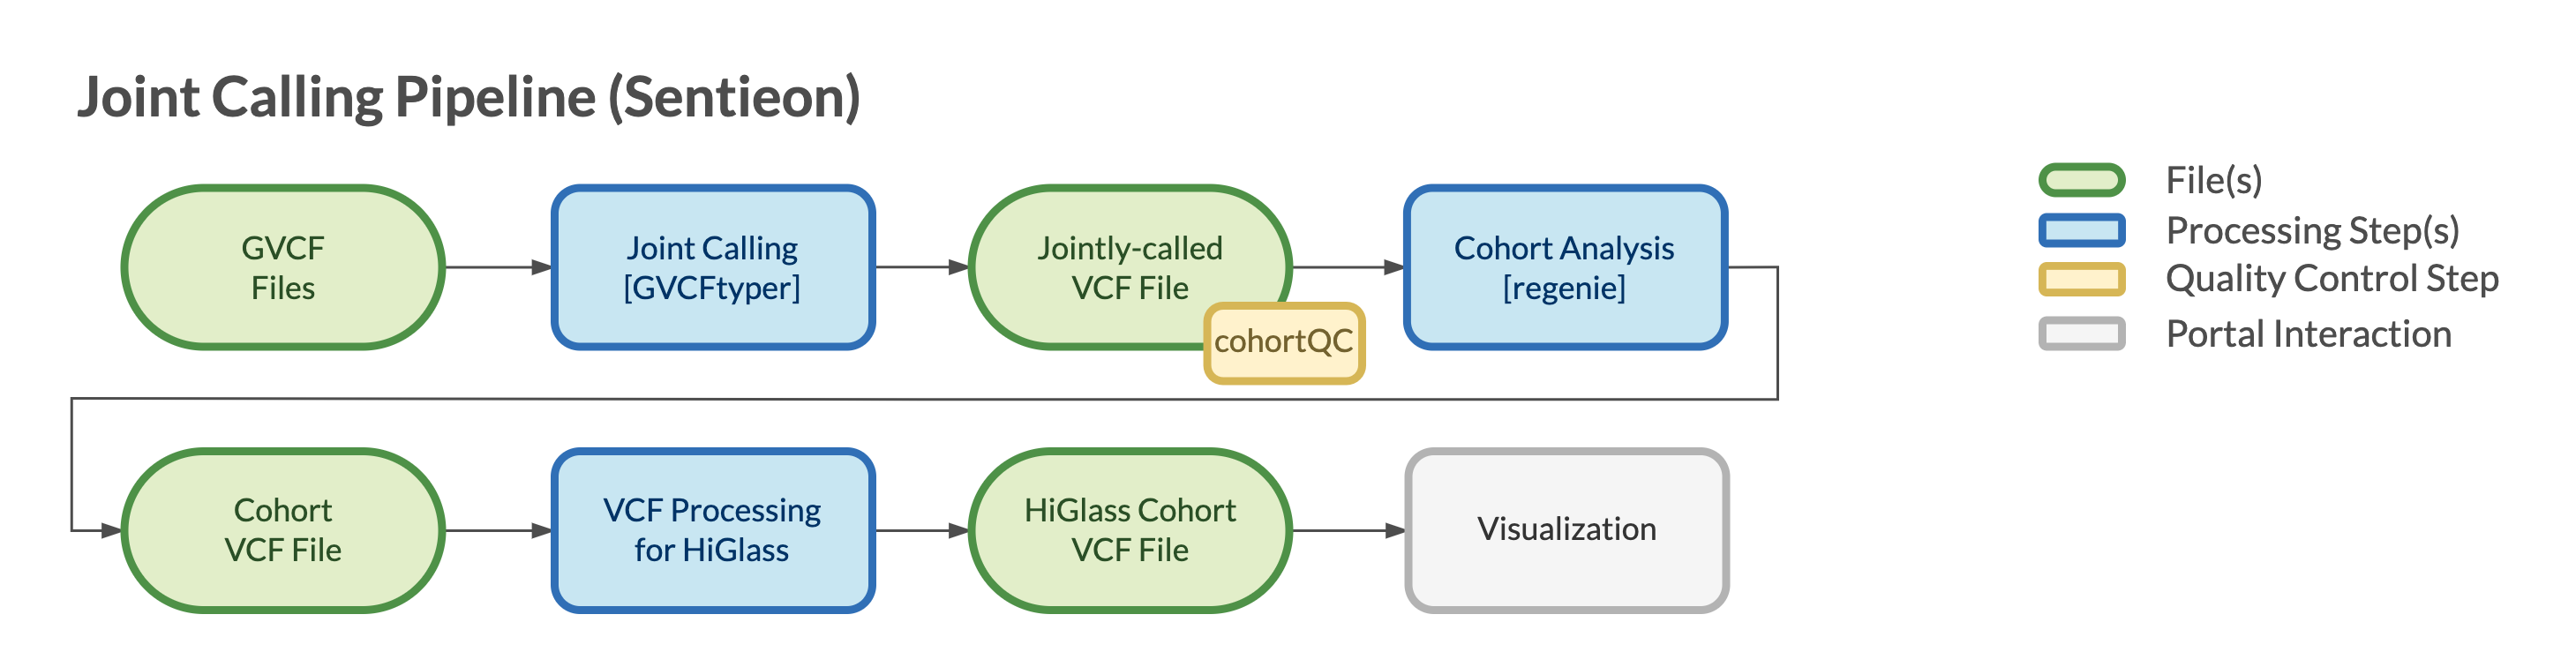 Joint Calling Pipeline (Sentieon)
GVCF
Files
Joint Calling
[GVCFtyper]
Jointly-called
VCF File
cohortQC
Cohort Analysis
[regenie]
Cohort
VCF File
VCF Processing
for HiGlass
HiGlass Cohort
VCF File
Visualization
File(s)
Processing Step(s)
Quality Control Step
Portal Interaction